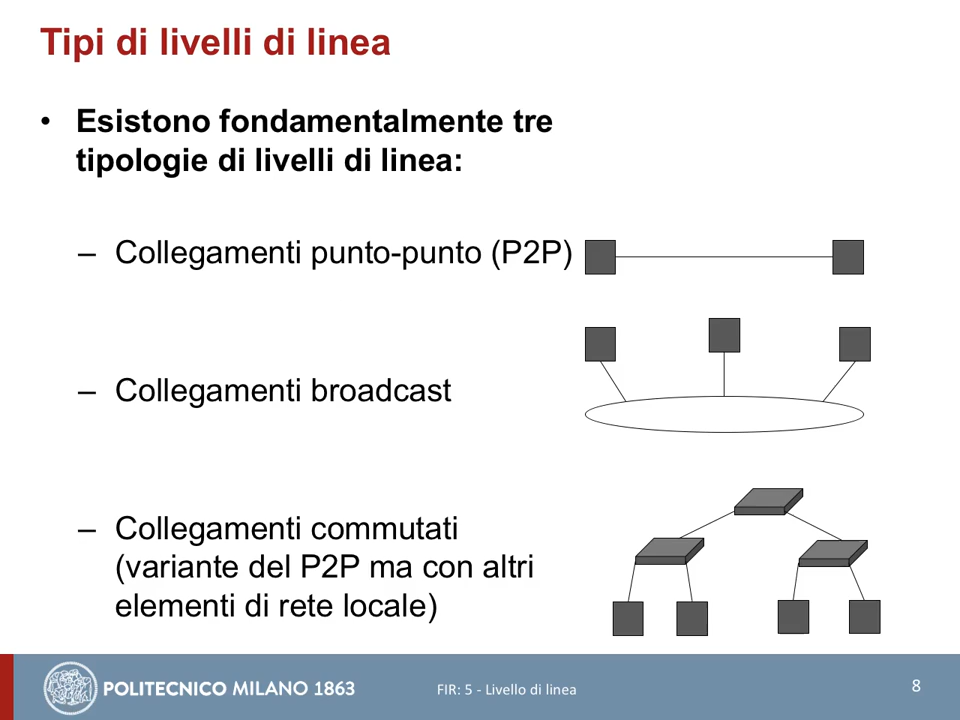 Tipi di livelli di linea
• Esistono fondamentalmente tre
tipologie di livelli di linea:
– Collegamenti punto-punto (P2P)
– Collegamenti broadcast
– Collegamenti commutati
(variante del P2P ma con altri
elementi di rete locale)
POLITECNICO MILANO 1863
FIR: 5 - Livello di linea
8